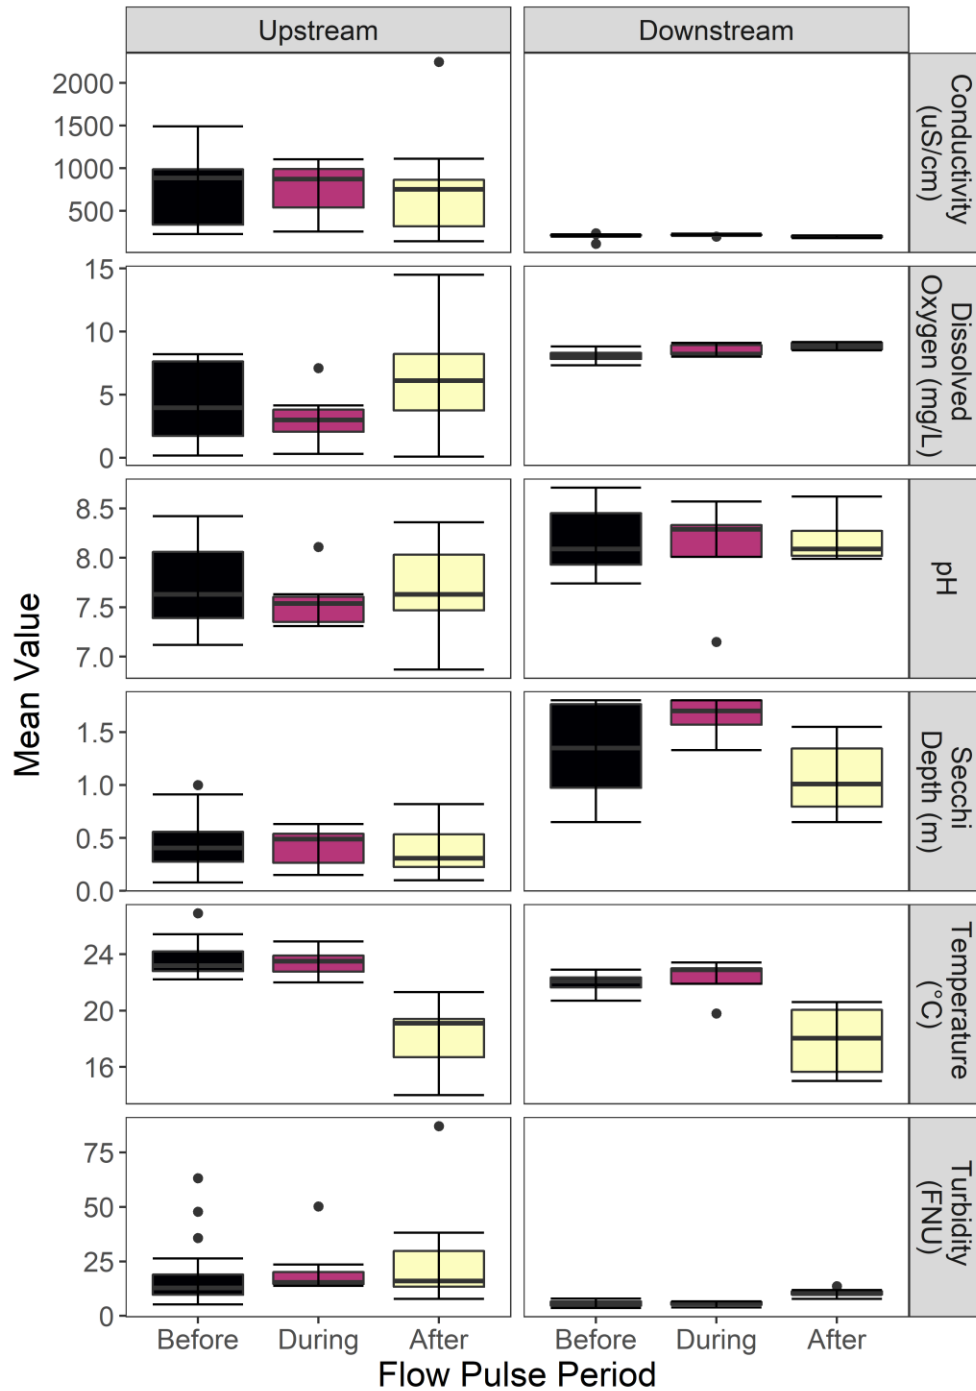 Upstream
Downstream
2000
1500
1000
500
Conductivity
(uS/cm)
15
10
5
0
Dissolved
Oxygen (mg/L)
8.5
8.0
7.5
7.0
pH
1.5
1.0
0.5
0.0
Secchi
Depth (m)
24
20
16
Temperature
(°C)
75
50
25
0
Turbidity
(FNU)
Mean Value
Before
During
After
Before
During
After
Flow Pulse Period